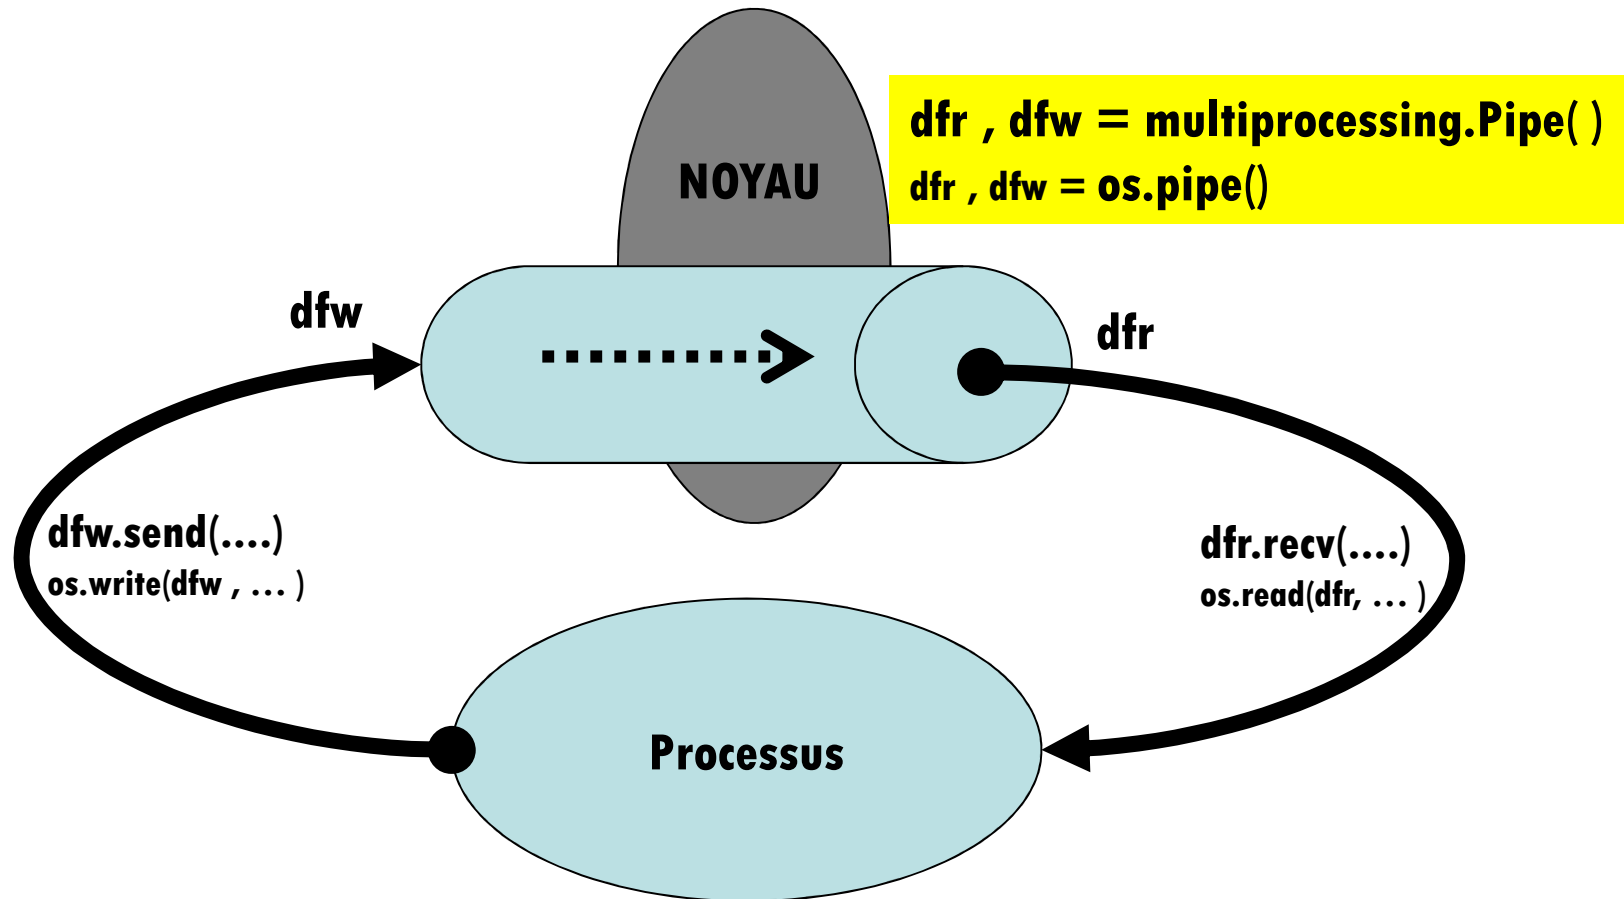 dfr , dfw = multiprocessing.Pipe( )
dfr , dfw = os.pipe()
NOYAU
dfw
dfr
dfw.send(....)
os.write(dfw , ... )
dfr.recv(....)
os.read(dfr, ... )
Processus